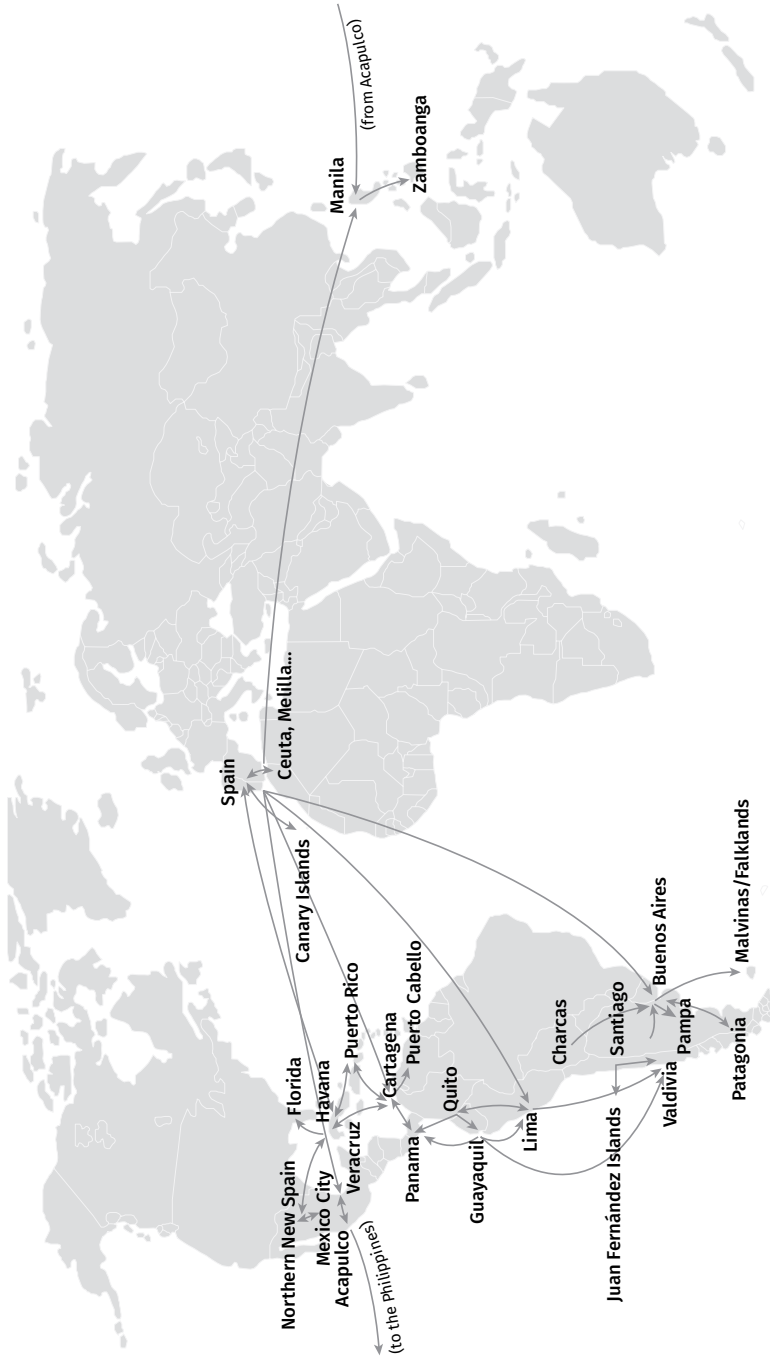 Northern New Spain
Mexico City
Acapulco
(to the Philippines)
Florida
Havana
Veracruz
Puerto Rico
Cartagena
Puerto Cabello
Panama
Quito
Guayaquil
Lima
Charcas
Santiago
Juan Fernández Islands
Valdivia
Pampa
Buenos Aires
Patagonia
Malvinas/Falklands
Spain
Canary Islands
Ceuta, Melilla...
Manila
Zamboanga
(from Acapulco)